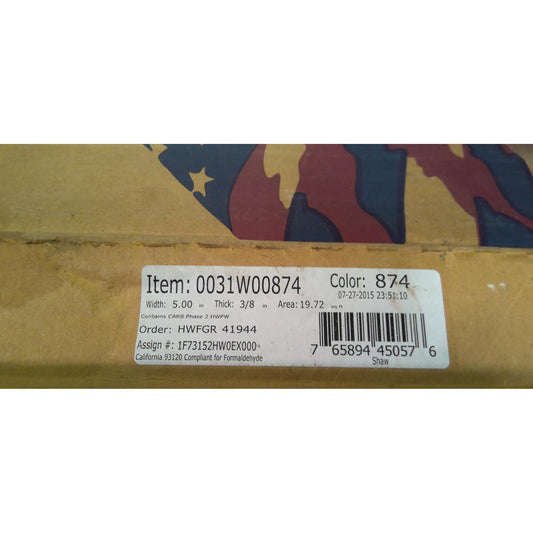 Item: 0031W00874
Color: 874
07-27-2015 23:51:10
Width: 5.00 in Thick: 3/8 in Area: 19.72 sq ft
Contains CARB Phase 2 HWPW
Order: HWFGR 41944
Assign #: 1F73152HW0EX000
California 93120 Compliant for Formaldehyde
7 65894 45057 6
Shaw